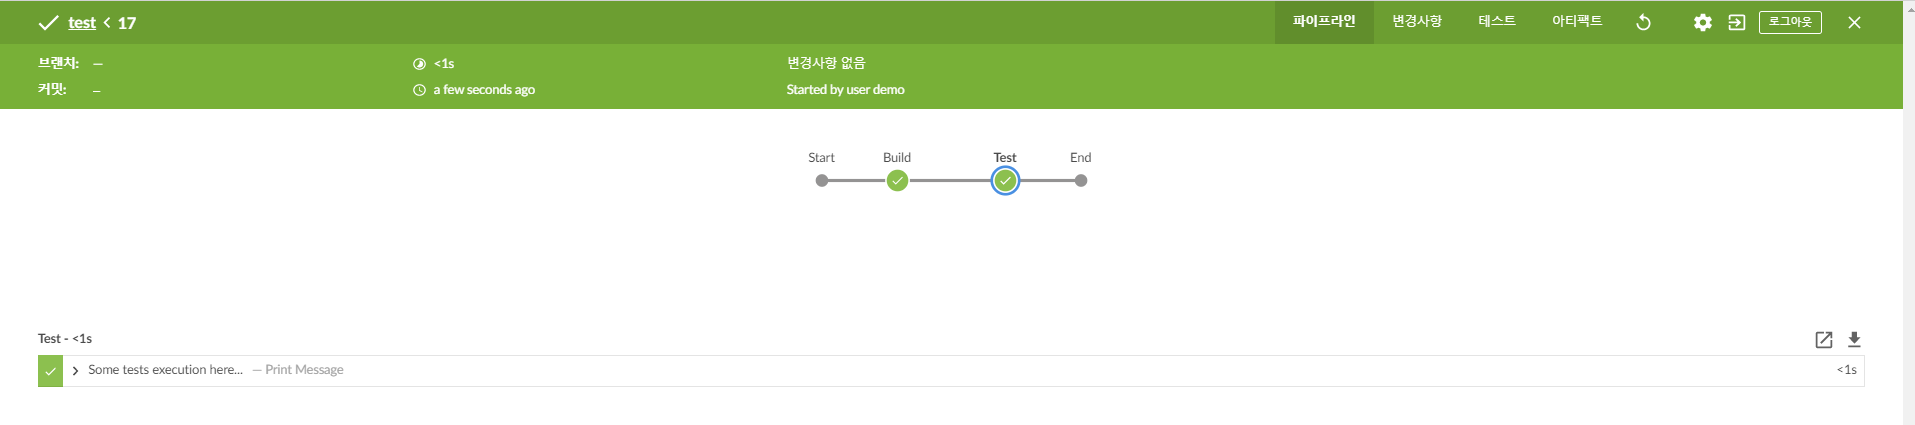 test < 17
파이프라인 변경사항 테스트 아티팩트 로그아웃
브랜치: — <1s 변경사항 없음
커밋: – a few seconds ago Started by user demo
Start Build Test End
Test - <1s
Some tests execution here... — Print Message <1s